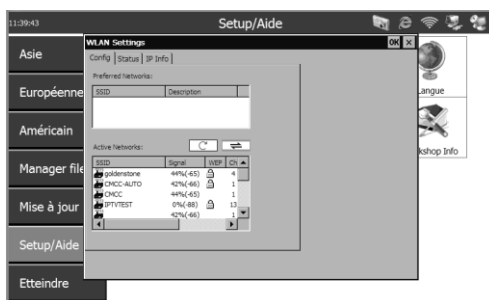 11:39:43
Setup/Aide
Asie
Européenne
Américain
Manager file
Mise à jour
Setup/Aide
Etteindre
WLAN Settings
OK
Config Status IP Info
Preferred Networks:
SSID Description
Active Networks:
SSID Signal WEP Ch
goldenstone 44%(-65) 4
CMCC-AUTO 42%(-66) 1
CMCC 44%(-65) 1
IPTVTEST 0%(-88) 13
42%(-66) 1
Langue
kshop Info